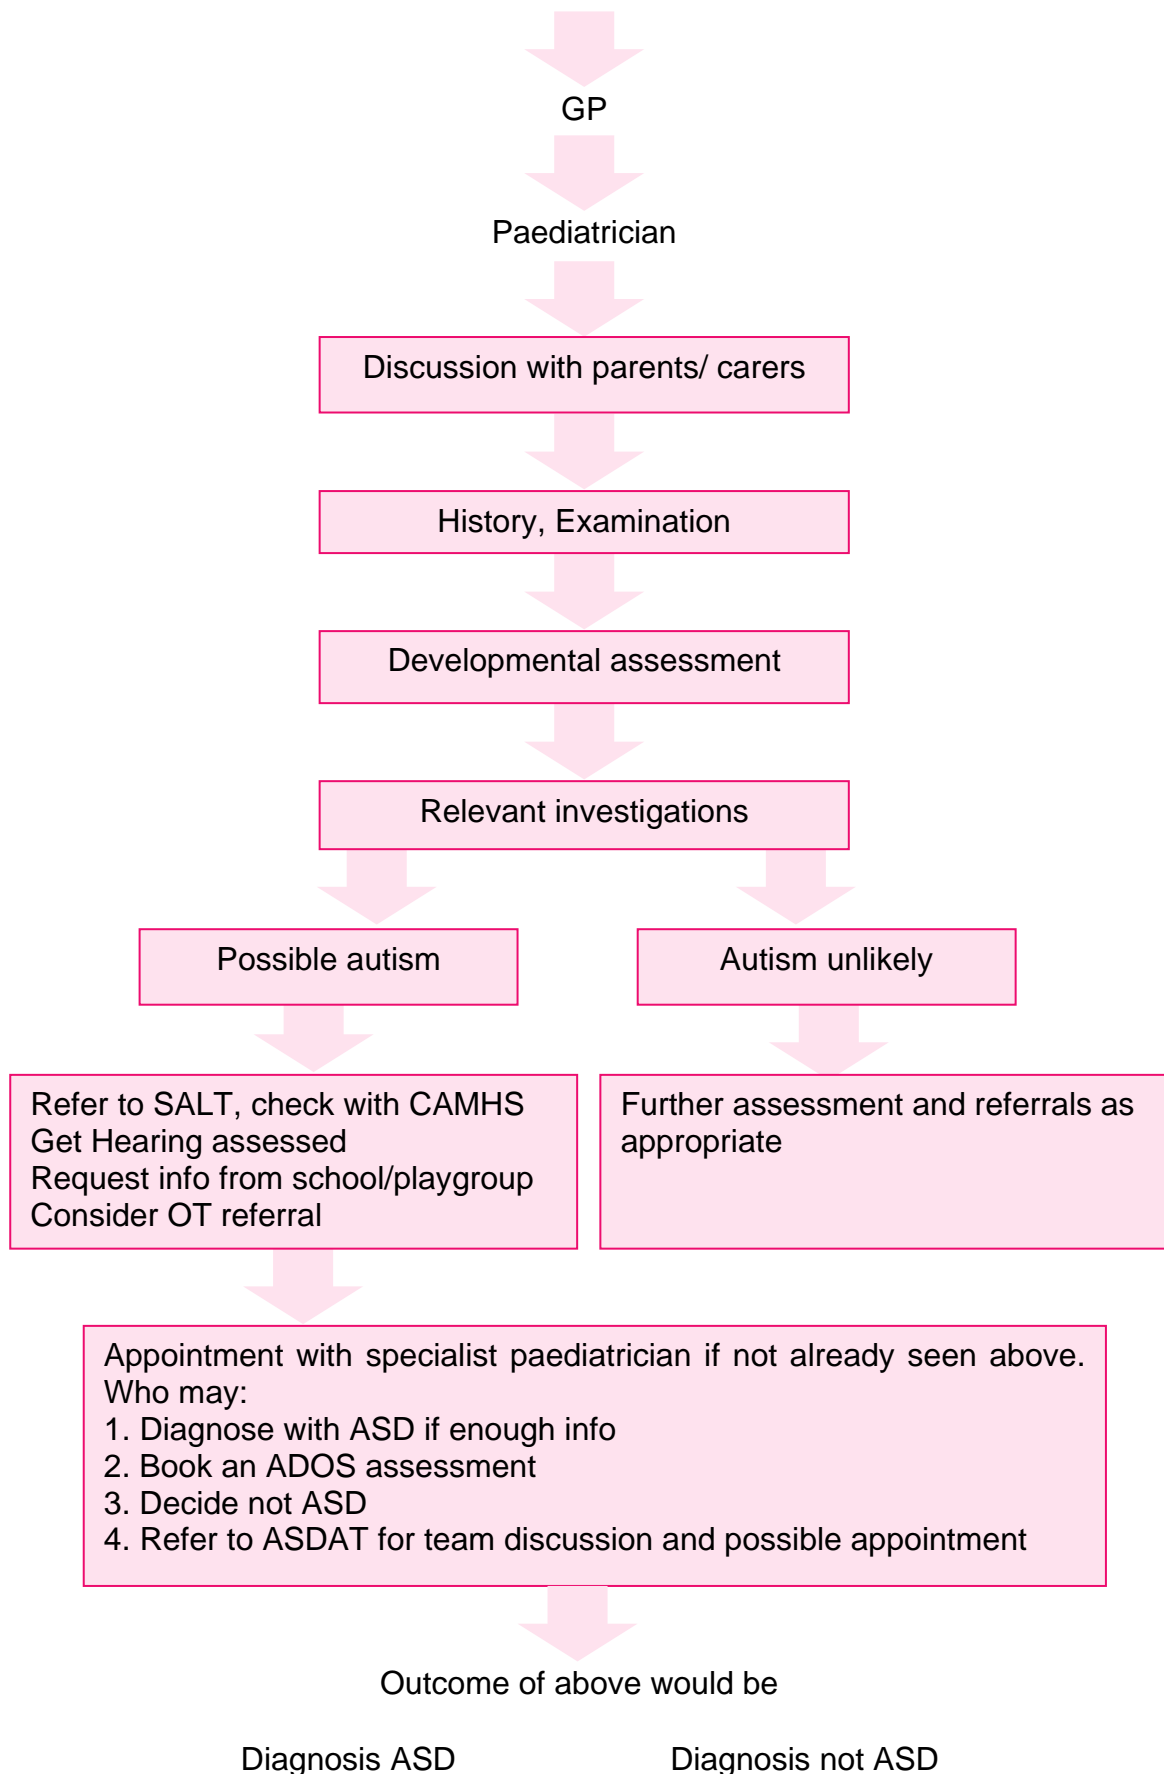 GP
Paediatrician
Discussion with parents/ carers
History, Examination
Developmental assessment
Relevant investigations
Possible autism
Autism unlikely
Refer to SALT, check with CAMHS
Get Hearing assessed
Request info from school/playgroup
Consider OT referral
Further assessment and referrals as
appropriate
Appointment with specialist paediatrician if not already seen above.
Who may:
1. Diagnose with ASD if enough info
2. Book an ADOS assessment
3. Decide not ASD
4. Refer to ASDAT for team discussion and possible appointment
Outcome of above would be
Diagnosis ASD
Diagnosis not ASD